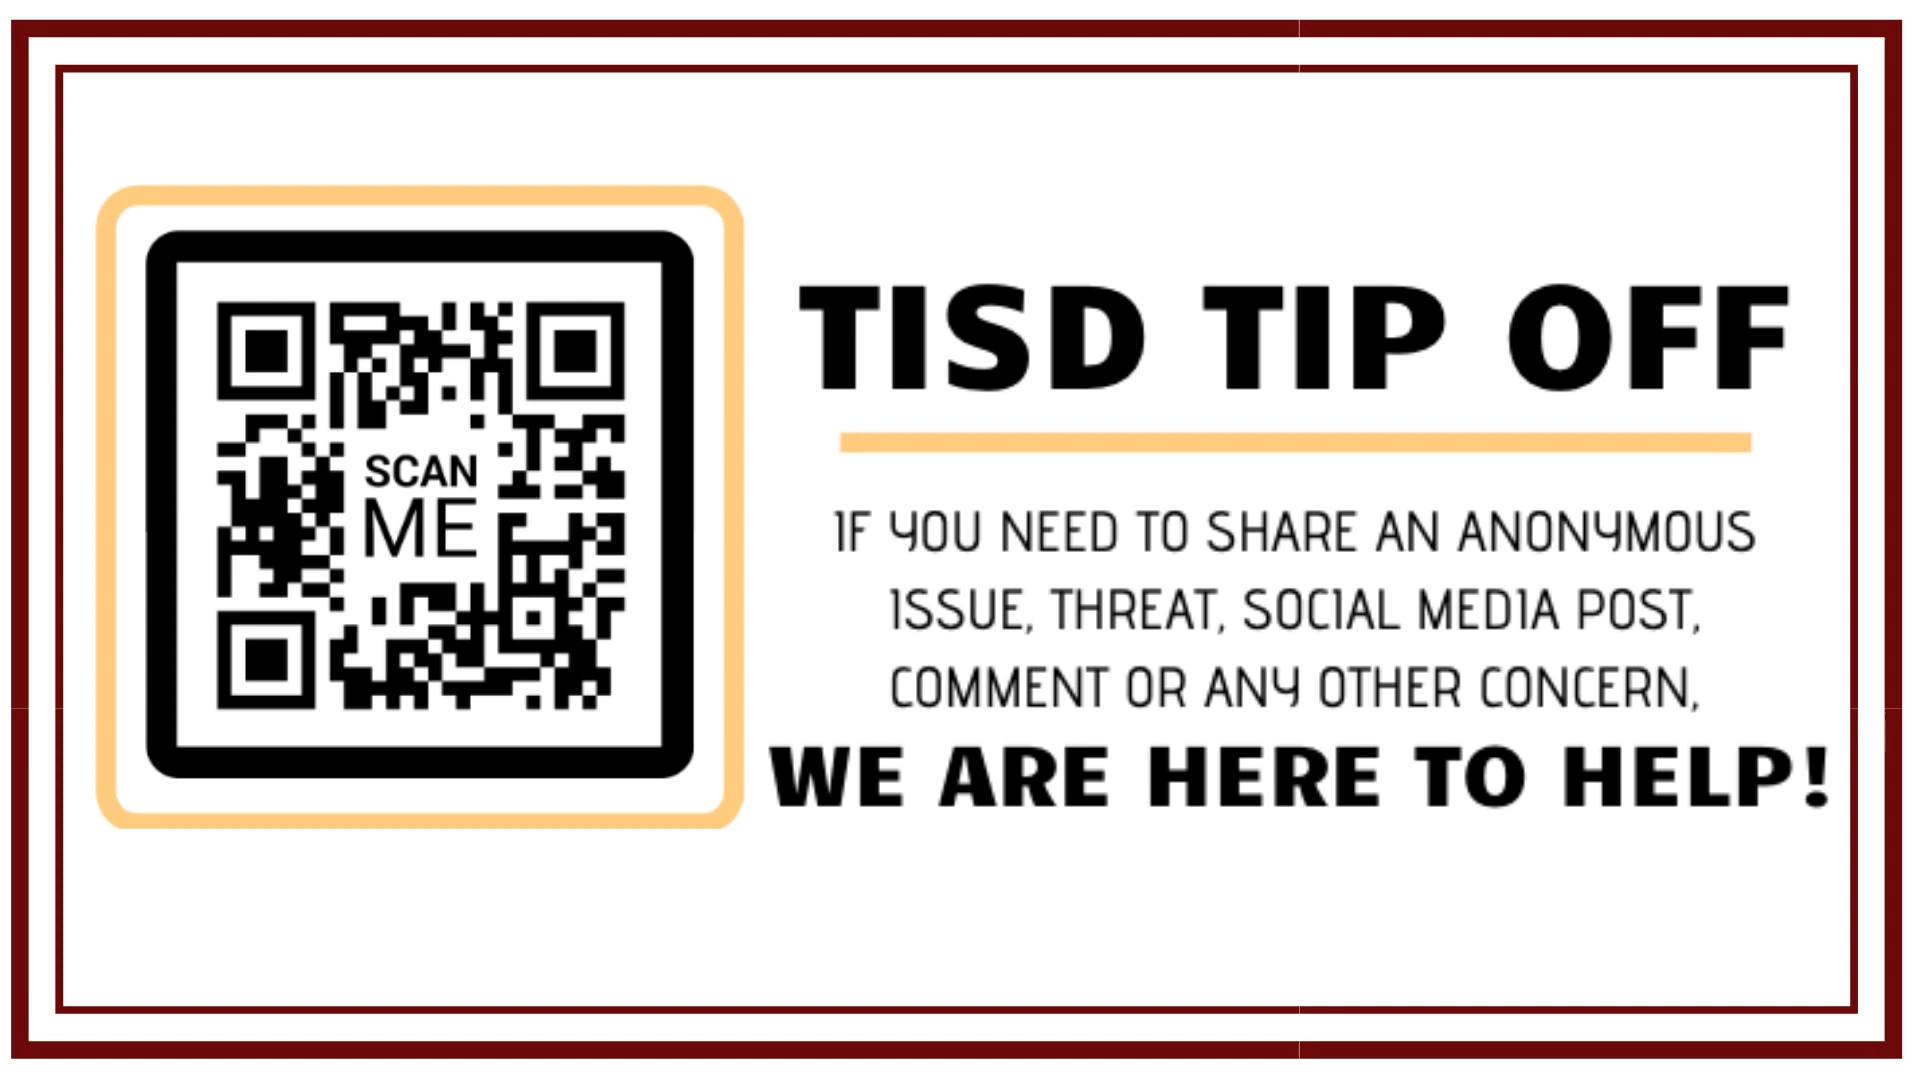 SCAN
ME
TISD TIP OFF
IF YOU NEED TO SHARE AN ANONYMOUS
ISSUE, THREAT, SOCIAL MEDIA POST,
COMMENT OR ANY OTHER CONCERN,
WE ARE HERE TO HELP!